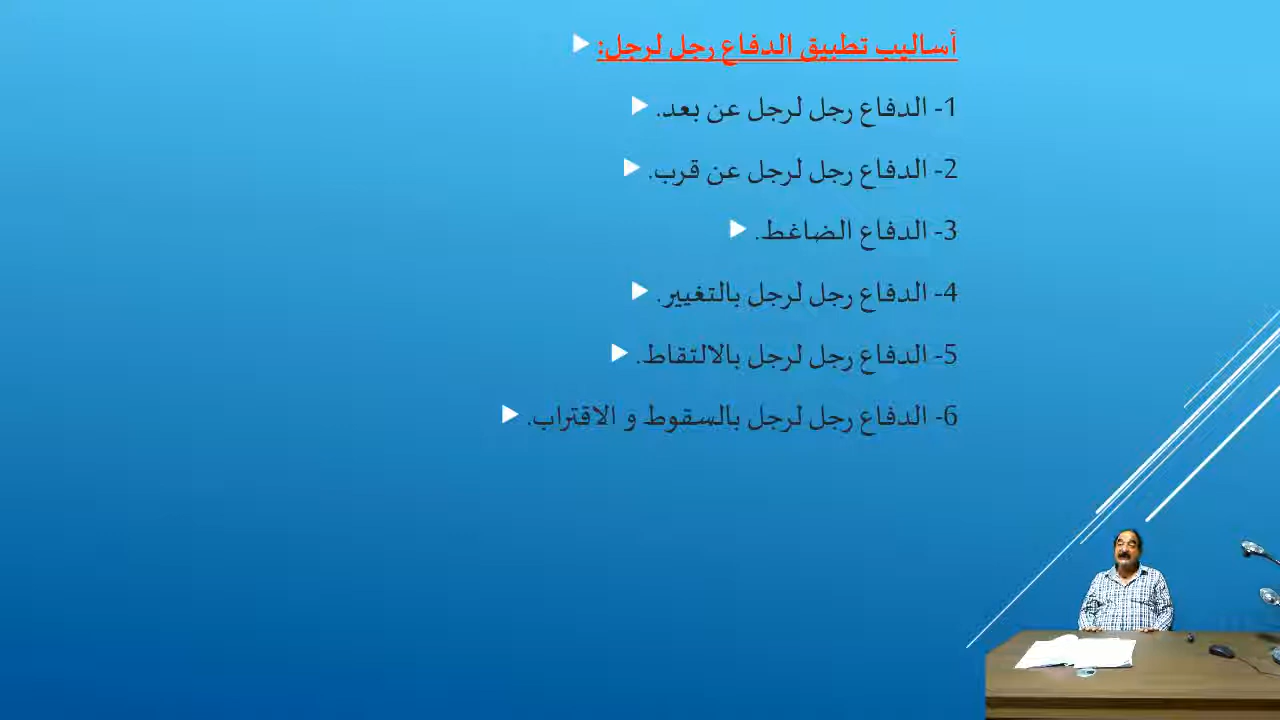 أساليب تطبيق الدفاع رجل لرجل:
1- الدفاع رجل لرجل عن بعد.
2- الدفاع رجل لرجل عن قرب.
3- الدفاع الضاغط.
4- الدفاع رجل لرجل بالتغيير.
5- الدفاع رجل لرجل بالالتقاط.
6- الدفاع رجل لرجل بالسقوط و الاقتراب.